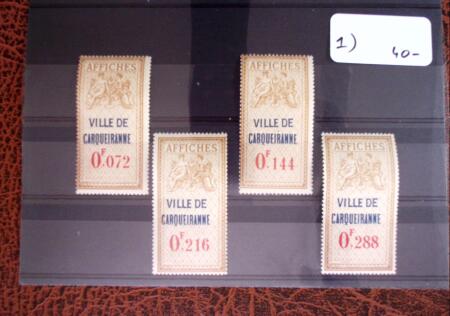 1) 40-
AFFICHES
VILLE DE
CARQUEIRANNE
0F,072
AFFICHES
VILLE DE
CARQUEIRANNE
0F,144
AFFICHES
VILLE DE
CARQUEIRANNE
0F,216
AFFICHES
VILLE DE
CARQUEIRANNE
0F,288